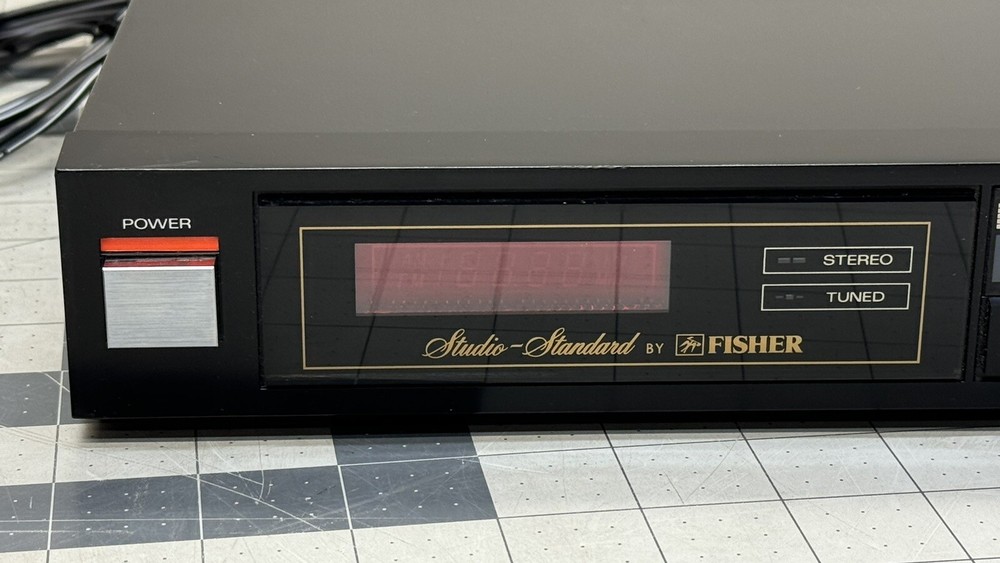 POWER
STEREO
TUNED
Studio-Standard BY FISHER